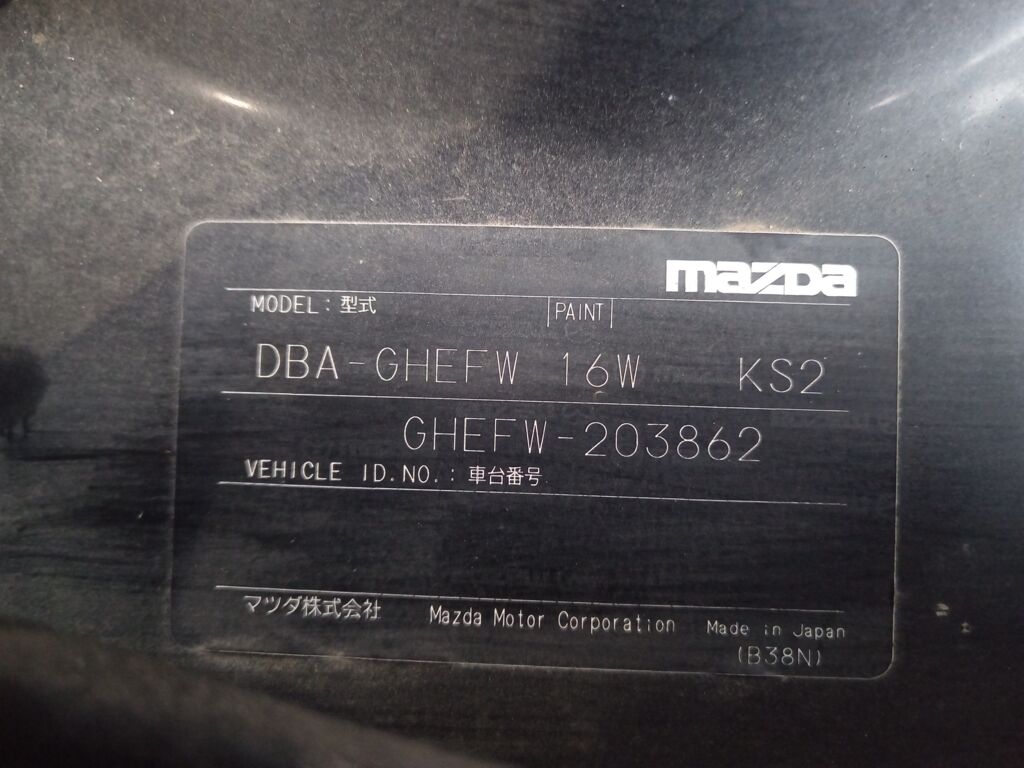 mazda
MODEL : 型式 PAINT
DBA-GHEFW 16W KS2
GHEFW-203862
VEHICLE ID.NO. : 車台番号
マツダ株式会社 Mazda Motor Corporation Made in Japan
(B38N)